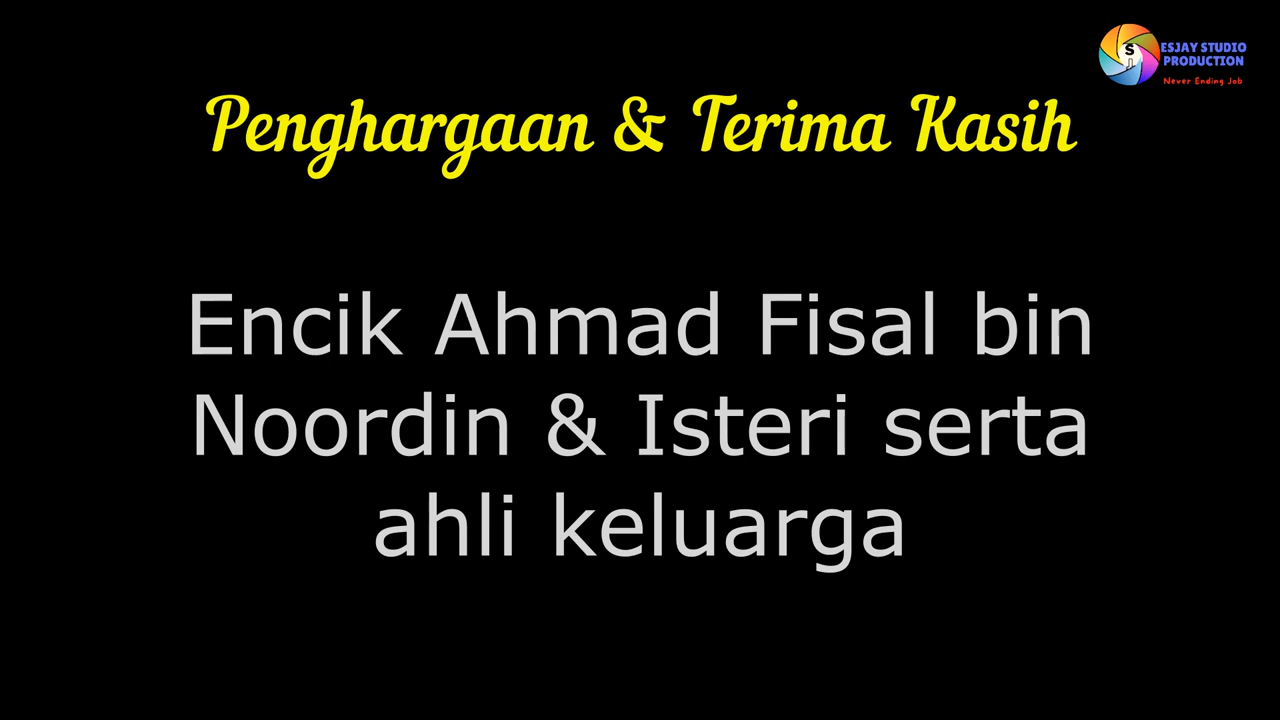 ESJAY STUDIO
PRODUCTION
Never Ending Job
Penghargaan & Terima Kasih
Encik Ahmad Fisal bin
Noordin & Isteri serta
ahli keluarga